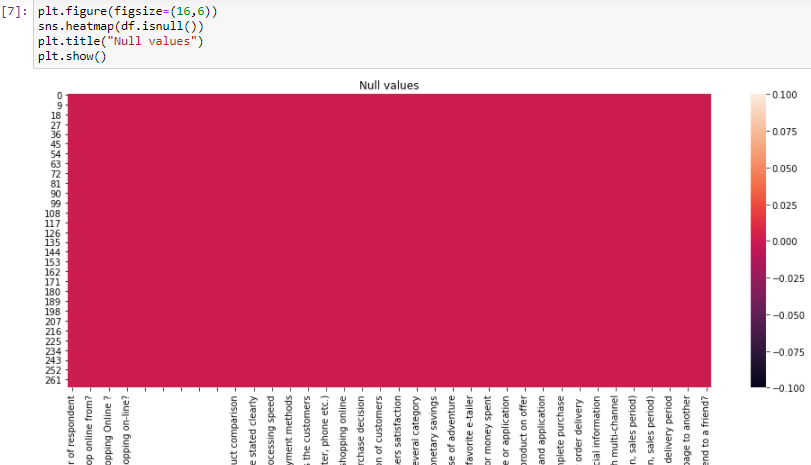 [7]: plt.figure(figsize=(16,6))
sns.heatmap(df.isnull())
plt.title("Null values")
plt.show()
Null values
0
9
18
27
36
45
54
63
72
81
90
99
108
117
126
135
144
153
162
171
180
189
198
207
216
225
234
243
252
261
0.100
0.075
0.050
0.025
0.000
−0.025
−0.050
−0.075
−0.100
r of respondent
op online from?
opping Online ?
opping on-line?
uct comparison
e stated clearly
ocessing speed
yment methods
s the customers
ter, phone etc.)
shopping online
rchase decision
on of customers
ers satisfaction
everal category
netary savings
se of adventure
favorite e-tailer
or money spent
e or application
product on offer
and application
mplete purchase
order delivery
cial information
h multi-channel
n, sales period)
n, sales period)
delivery period
page to another
end to a friend?